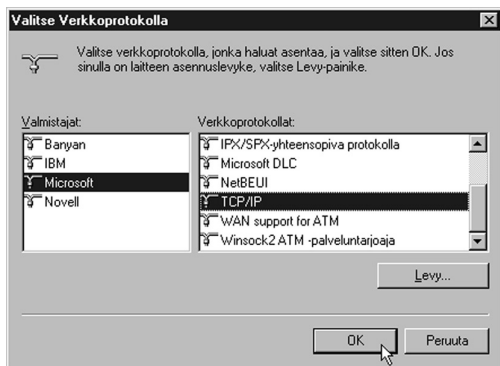 Valitse Verkkoprotokolla
Valitse verkkoprotokolla, jonka haluat asentaa, ja valitse sitten OK. Jos
sinulla on laitteen asennuslevyke, valitse Levy-painike.
Valmistajat:
Banyan
IBM
Microsoft
Novell
Verkkoprotokollat:
IPX/SPX-yhteensopiva protokolla
Microsoft DLC
NetBEUI
TCP/IP
WAN support for ATM
Winsock2 ATM -palveluntarjoaja
Levy...
OK
Peruuta